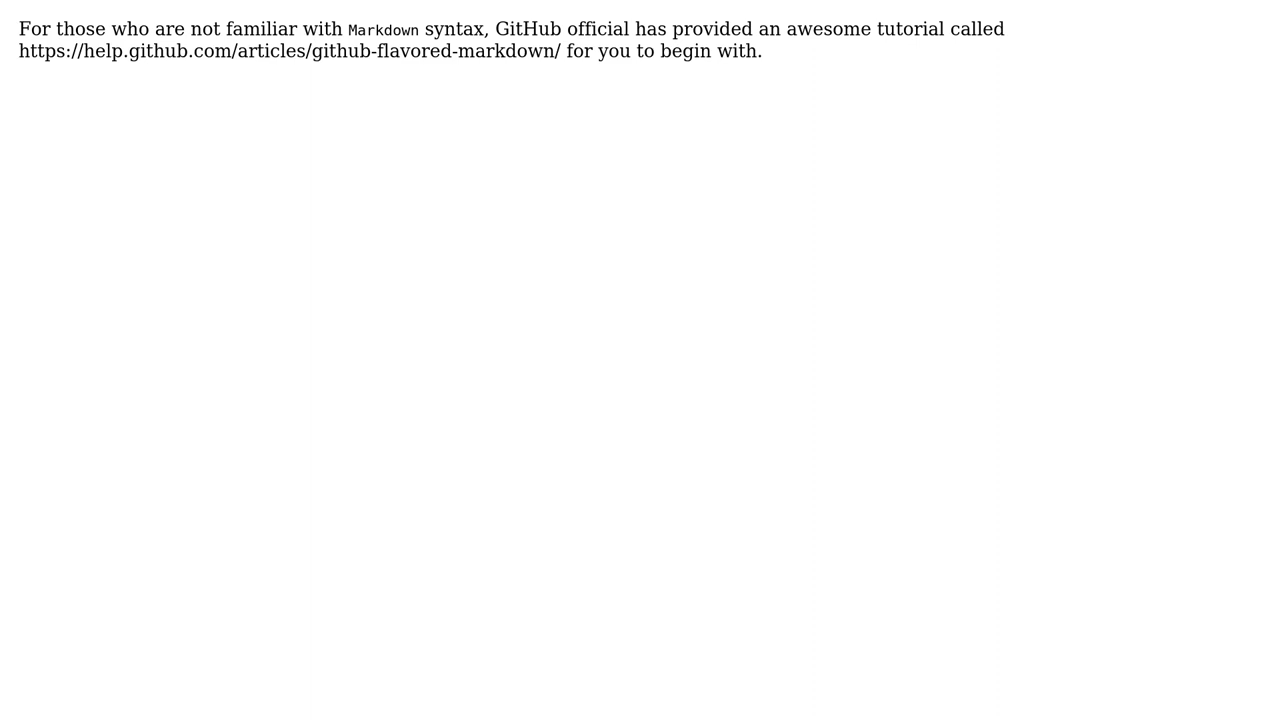 For those who are not familiar with Markdown syntax, GitHub official has provided an awesome tutorial called
https://help.github.com/articles/github-flavored-markdown/ for you to begin with.